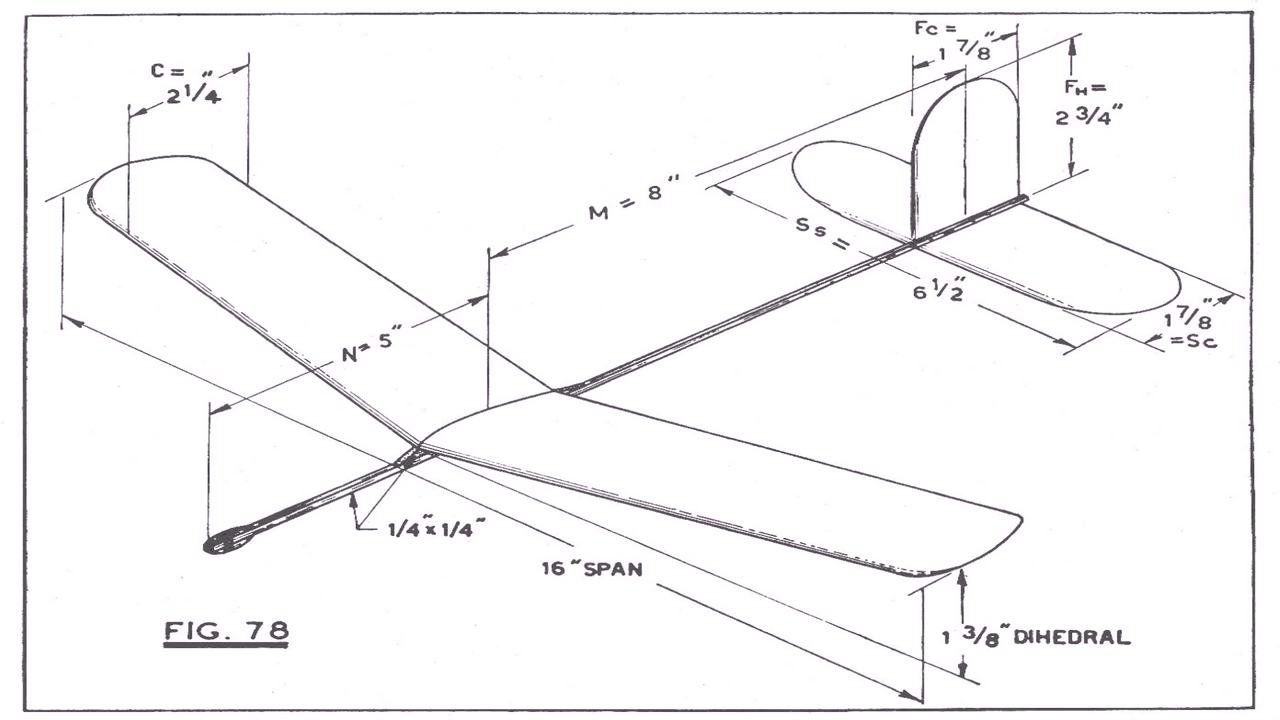 C =
2 1/4"
Fc =
1 7/8"
FH =
2 3/4"
M = 8"
Ss =
6 1/2"
1 7/8"
=Sc
N = 5"
1/4"x1/4"
16" SPAN
FIG. 78
1 3/8" DIHEDRAL